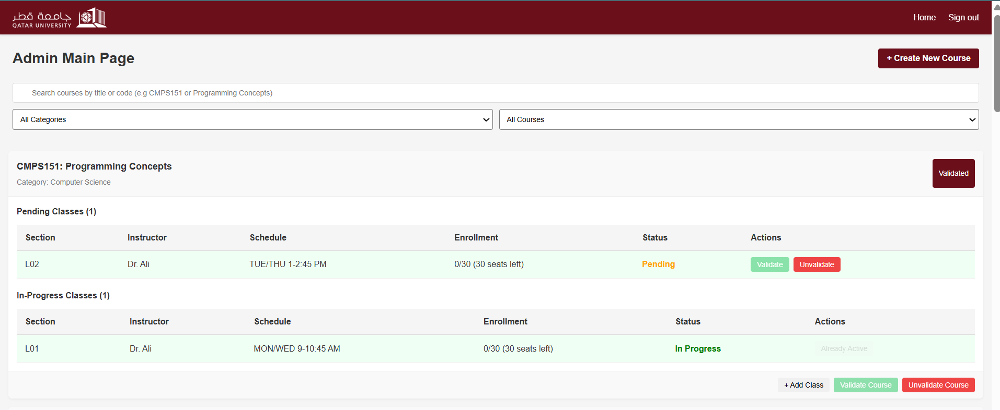 جامعة قطر
QATAR UNIVERSITY
Home Sign out
Admin Main Page
+ Create New Course
Search courses by title or code (e.g CMPS151 or Programming Concepts)
All Categories All Courses
CMPS151: Programming Concepts
Category: Computer Science
Validated
Pending Classes (1)
Section Instructor Schedule Enrollment Status Actions
L02 Dr. Ali TUE/THU 1-2:45 PM 0/30 (30 seats left) Pending Validate Unvalidate
In-Progress Classes (1)
Section Instructor Schedule Enrollment Status Actions
L01 Dr. Ali MON/WED 9-10:45 AM 0/30 (30 seats left) In Progress Already Active
+ Add Class Validate Course Unvalidate Course